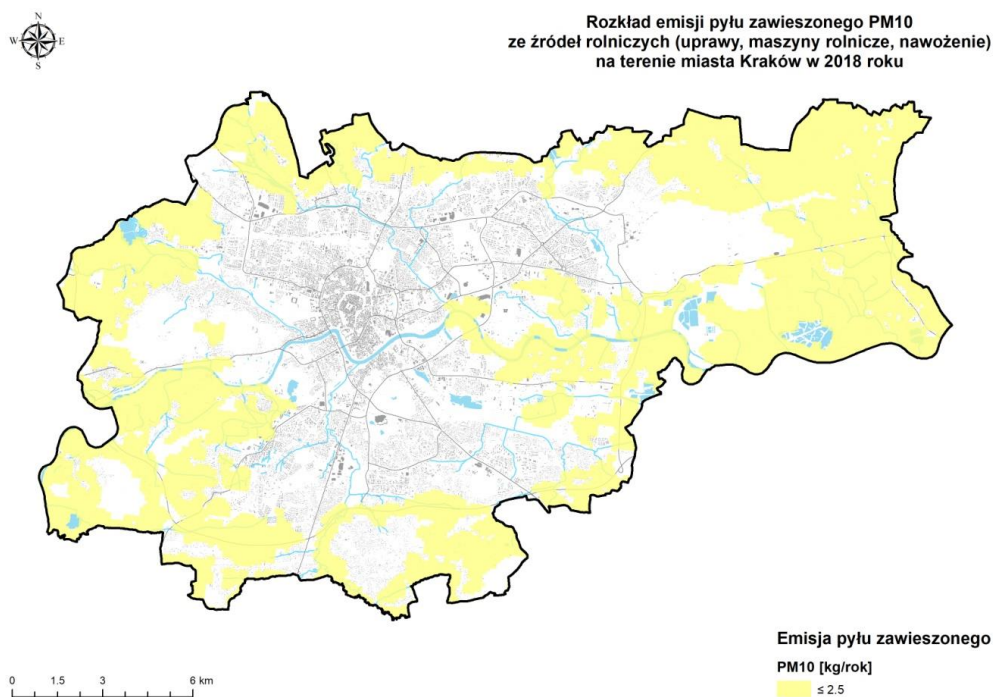 N
W E
S
Rozkład emisji pyłu zawieszonego PM10
ze źródeł rolniczych (uprawy, maszyny rolnicze, nawożenie)
na terenie miasta Kraków w 2018 roku
Emisja pyłu zawieszonego
PM10 [kg/rok]
≤ 2.5
0 1.5 3 6 km